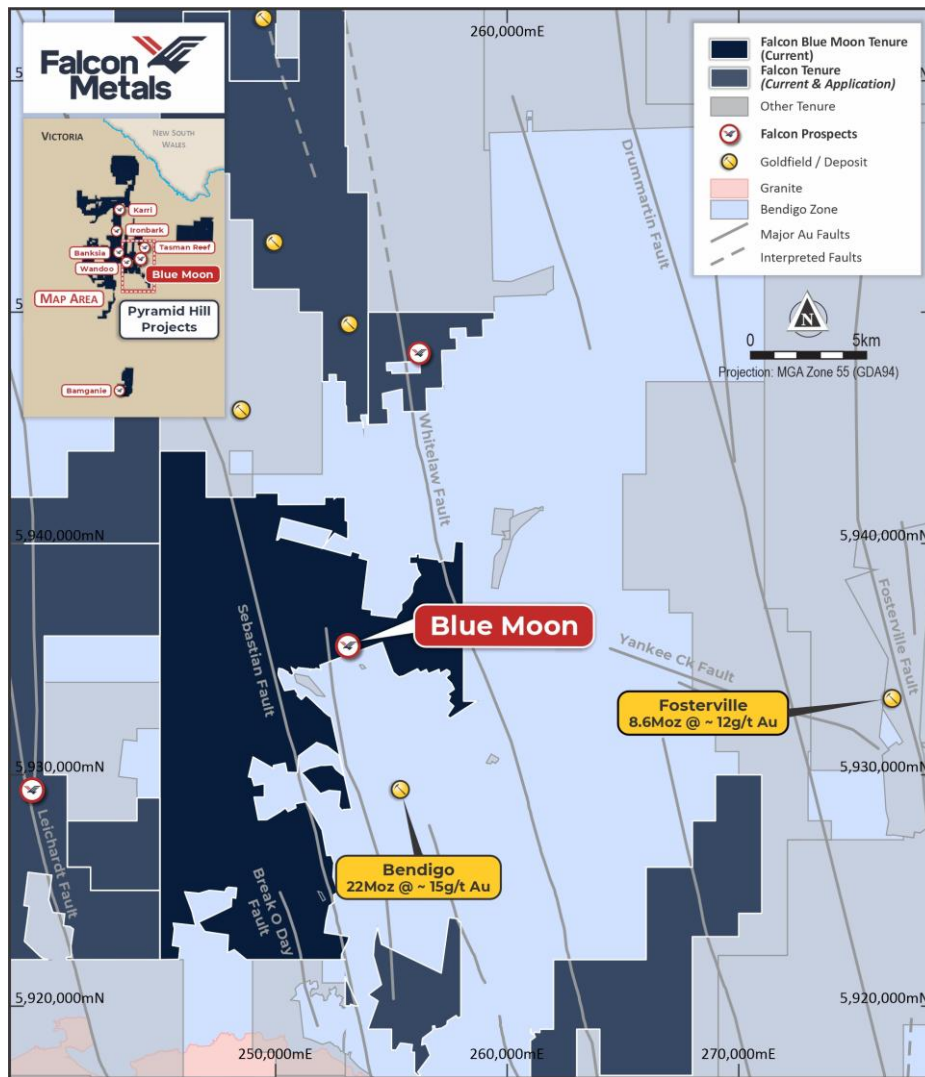 Falcon
Metals
VICTORIA
NEW SOUTH
WALES
Karri
Ironbark
Banksia
Tasman Reef
Wandoo
Blue Moon
MAP AREA
Pyramid Hill
Projects
Bamganie
260,000mE
Falcon Blue Moon Tenure
(Current)
Falcon Tenure
(Current & Application)
Other Tenure
Falcon Prospects
Goldfield / Deposit
Granite
Bendigo Zone
Major Au Faults
Interpreted Faults
N
0 5km
Projection: MGA Zone 55 (GDA94)
Drummartin Fault
Whitelaw Fault
5,940,000mN
5,940,000mN
Sebastian Fault
Blue Moon
Yankee Ck Fault
Fosterville Fault
Fosterville
8.6Moz @ ~ 12g/t Au
5,930,000mN
5,930,000mN
Leichardt Fault
Bendigo
22Moz @ ~ 15g/t Au
Break O Day
Fault
5,920,000mN
5,920,000mN
250,000mE
260,000mE
270,000mE